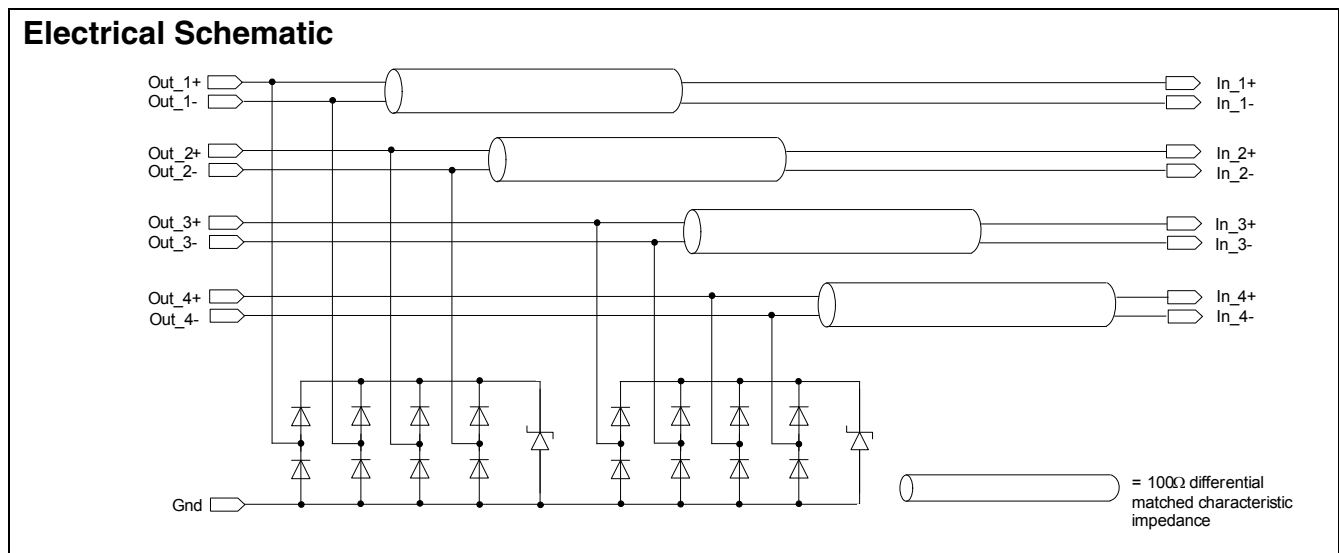 Electrical Schematic
Out_1+
In_1+
Out_1-
In_1-
Out_2+
In_2+
Out_2-
In_2-
Out_3+
In_3+
Out_3-
In_3-
Out_4+
In_4+
Out_4-
In_4-
Gnd
= 100Ω differential
matched characteristic
impedance